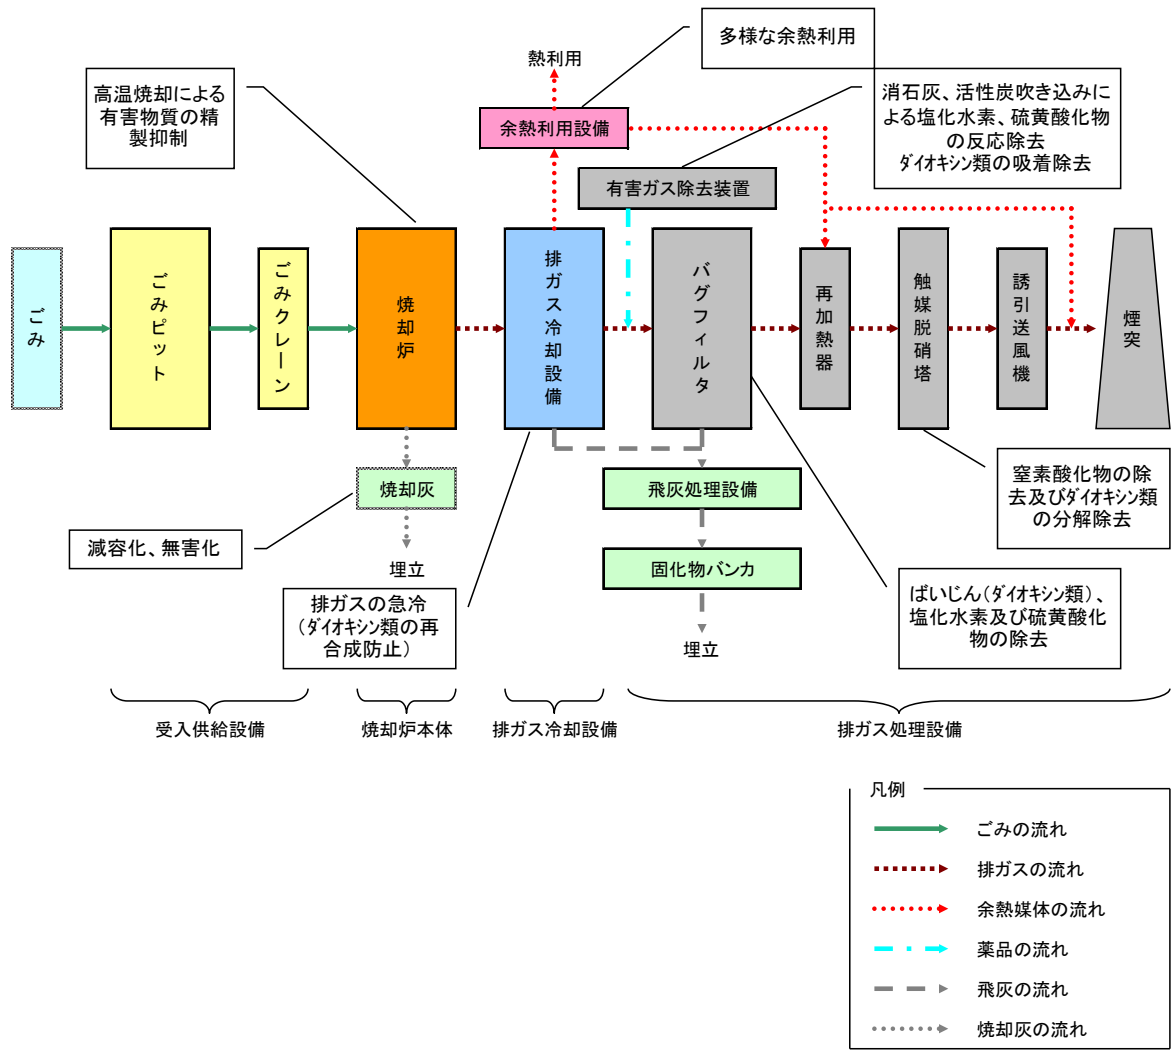 多様な余熱利用
熱利用
高温焼却による
有害物質の精
製抑制
消石灰、活性炭吹き込みに
よる塩化水素、硫黄酸化物
の反応除去
ダイオキシン類の吸着除去
余熱利用設備
有害ガス除去装置
ごみ
ごみピット
ごみクレーン
焼却炉
排ガス冷却設備
バグフィルタ
再加熱器
触媒脱硝塔
誘引送風機
煙突
焼却灰
飛灰処理設備
窒素酸化物の除
去及びダイオキシン類
の分解除去
減容化、無害化
埋立
固化物バンカ
排ガスの急冷
(ダイオキシン類の再
合成防止)
ばいじん(ダイオキシン類)、
塩化水素及び硫黄酸化
物の除去
埋立
受入供給設備
焼却炉本体
排ガス冷却設備
排ガス処理設備
凡例
ごみの流れ
排ガスの流れ
余熱媒体の流れ
薬品の流れ
飛灰の流れ
焼却灰の流れ